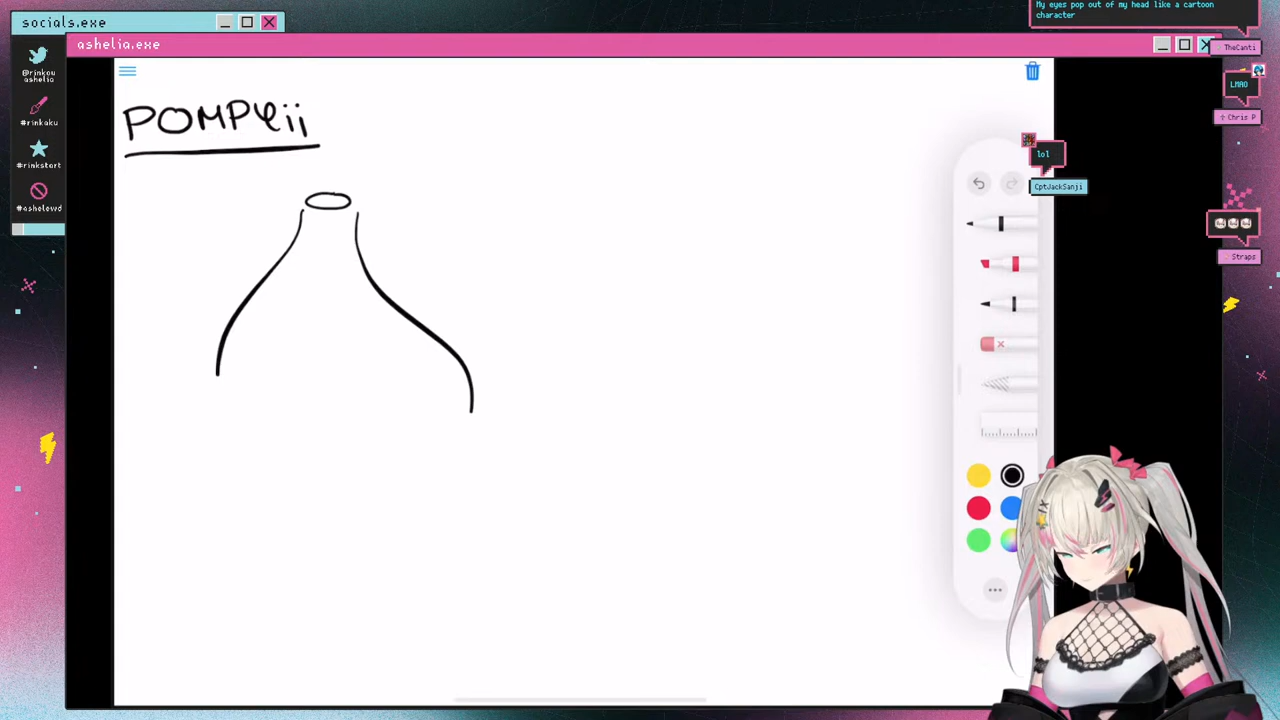 socials.exe
My eyes pop out of my head like a cartoon
character
ashelia.exe
TheCanti
@rinkou
ashelia
LMAO
Chris P
#rinkaku
POMPeii
lol
CptJackSanji
#rinkstart
#ashelewd
Straps